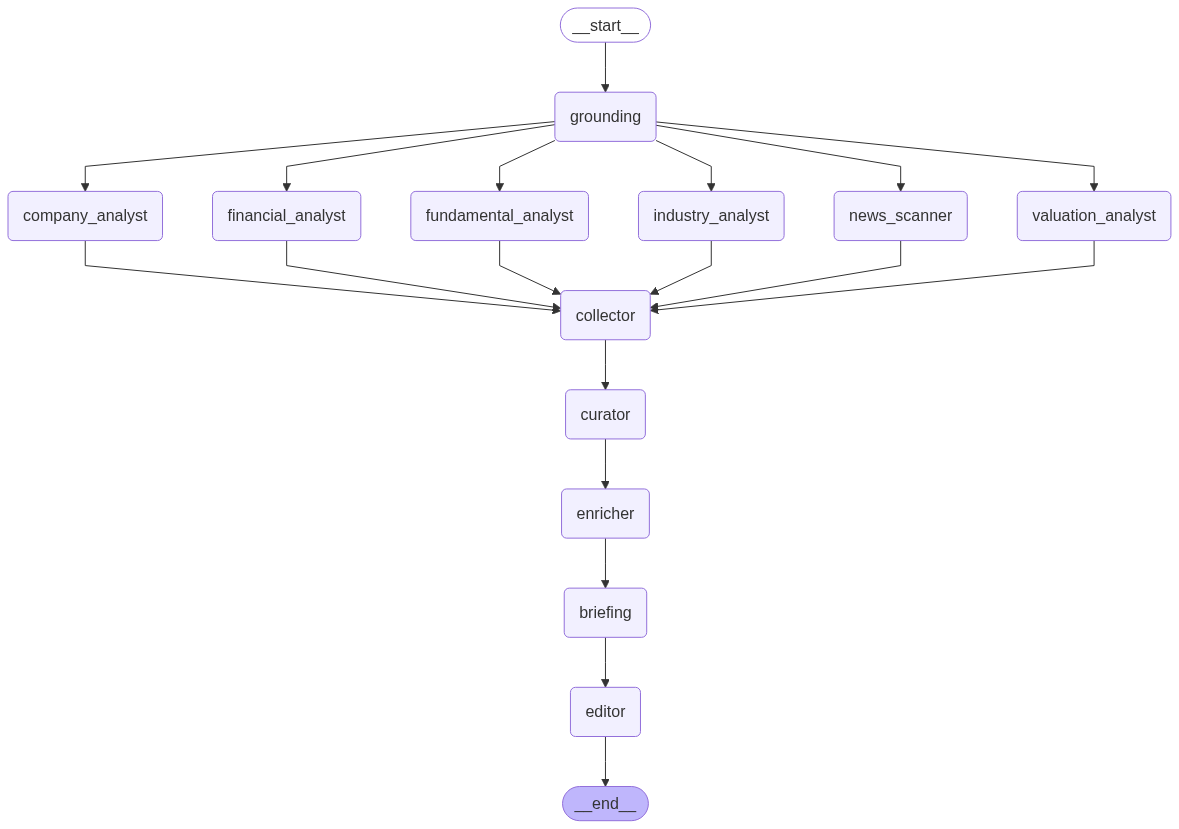 __start__
grounding
company_analyst
financial_analyst
fundamental_analyst
industry_analyst
news_scanner
valuation_analyst
collector
curator
enricher
briefing
editor
__end__